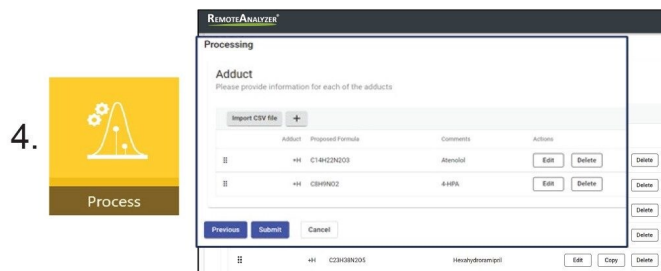 4.
Process
REMOTEANALYZER®
Processing
Adduct
Please provide information for each of the adducts
Import CSV file +
Adduct Proposed Formula Comments Actions
+H C14H22N2O3 Atenolol Edit Delete
Delete
+H C8H9NO2 4-HPA Edit Delete
Delete
Delete
Previous Submit Cancel
Delete
+H C23H38N2O5 Hexahydroramipril Edit Copy Delete